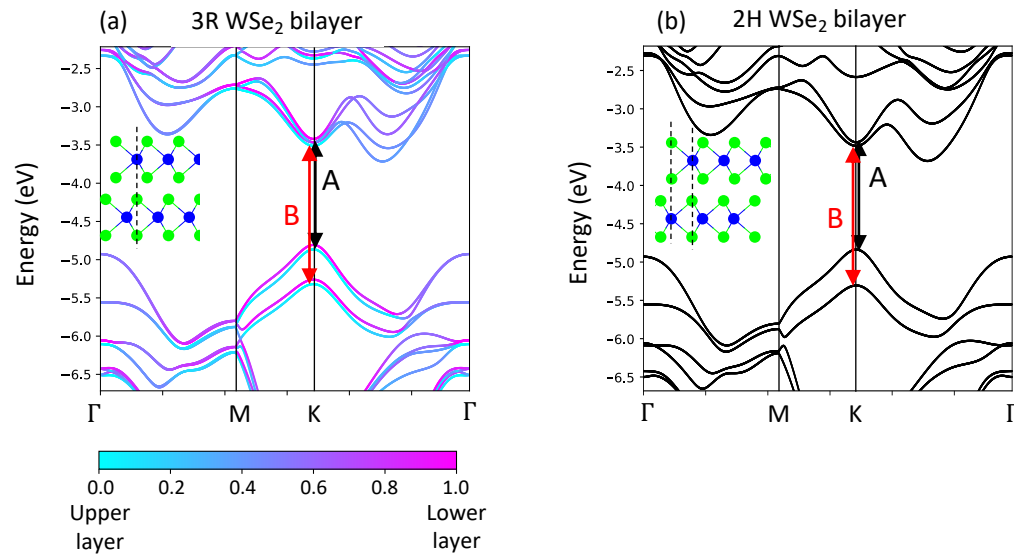 (a) 3R WSe₂ bilayer
Energy (eV)
−2.5
−3.0
−3.5
−4.0
−4.5
−5.0
−5.5
−6.0
−6.5
A
B
Γ M K Γ
0.0 0.2 0.4 0.6 0.8 1.0
Upper layer
Lower layer
(b) 2H WSe₂ bilayer
Energy (eV)
−2.5
−3.0
−3.5
−4.0
−4.5
−5.0
−5.5
−6.0
−6.5
A
B
Γ M K Γ